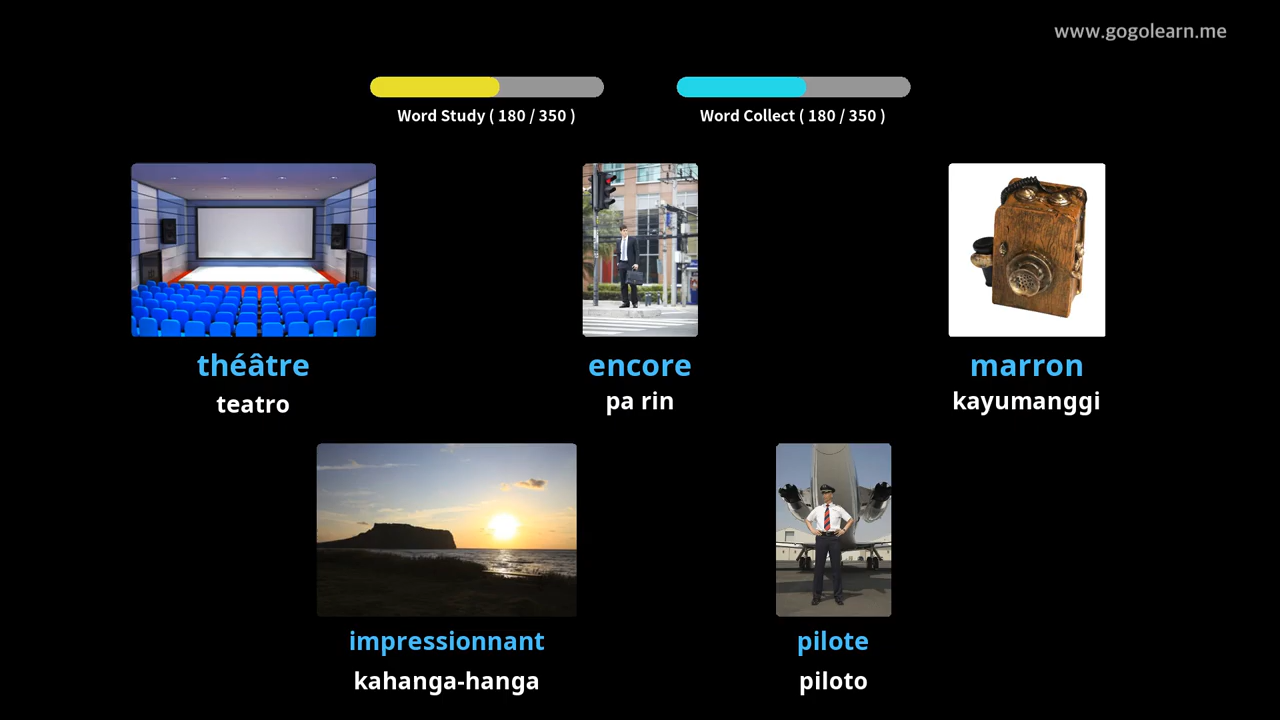 www.gogolearn.me
Word Study ( 180 / 350 )
Word Collect ( 180 / 350 )
théâtre
teatro
encore
pa rin
marron
kayumanggi
impressionnant
kahanga-hanga
pilote
piloto